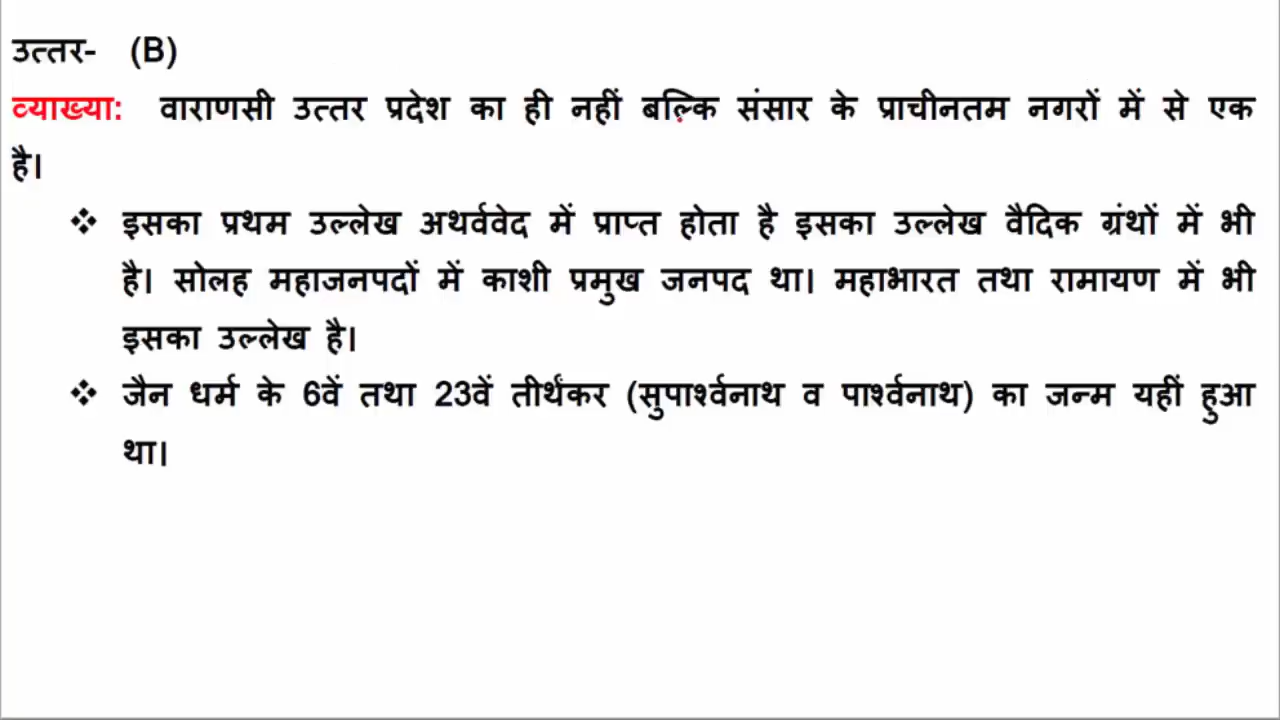 उत्तर- (B)
व्याख्या: वाराणसी उत्तर प्रदेश का ही नहीं बल्कि संसार के प्राचीनतम नगरों में से एक
है।
❖ इसका प्रथम उल्लेख अथर्ववेद में प्राप्त होता है इसका उल्लेख वैदिक ग्रंथों में भी
है। सोलह महाजनपदों में काशी प्रमुख जनपद था। महाभारत तथा रामायण में भी
इसका उल्लेख है।
❖ जैन धर्म के 6वें तथा 23वें तीर्थंकर (सुपार्श्वनाथ व पार्श्वनाथ) का जन्म यहीं हुआ
था।